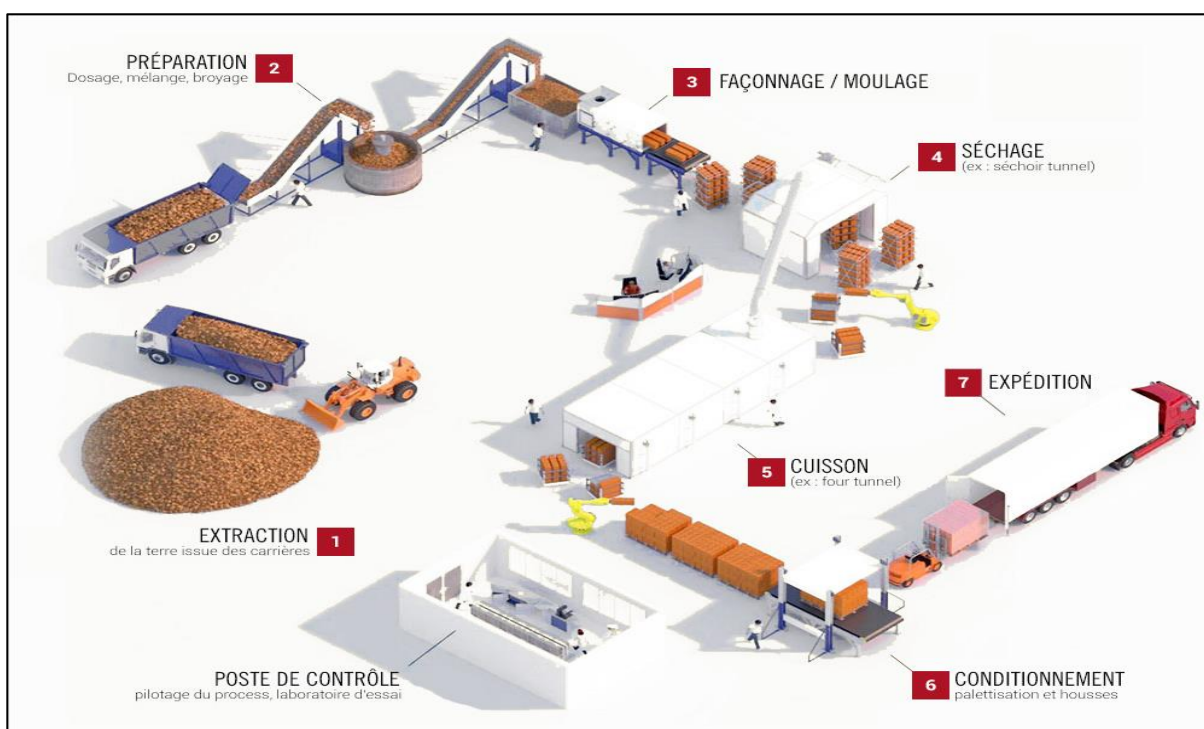 EXTRACTION 1
de la terre issue des carrières
PRÉPARATION 2
Dosage, mélange, broyage
3 FAÇONNAGE / MOULAGE
4 SÉCHAGE
(ex : séchoir tunnel)
5 CUISSON
(ex : four tunnel)
6 CONDITIONNEMENT
palettisation et housses
7 EXPÉDITION
POSTE DE CONTRÔLE
pilotage du process, laboratoire d'essai